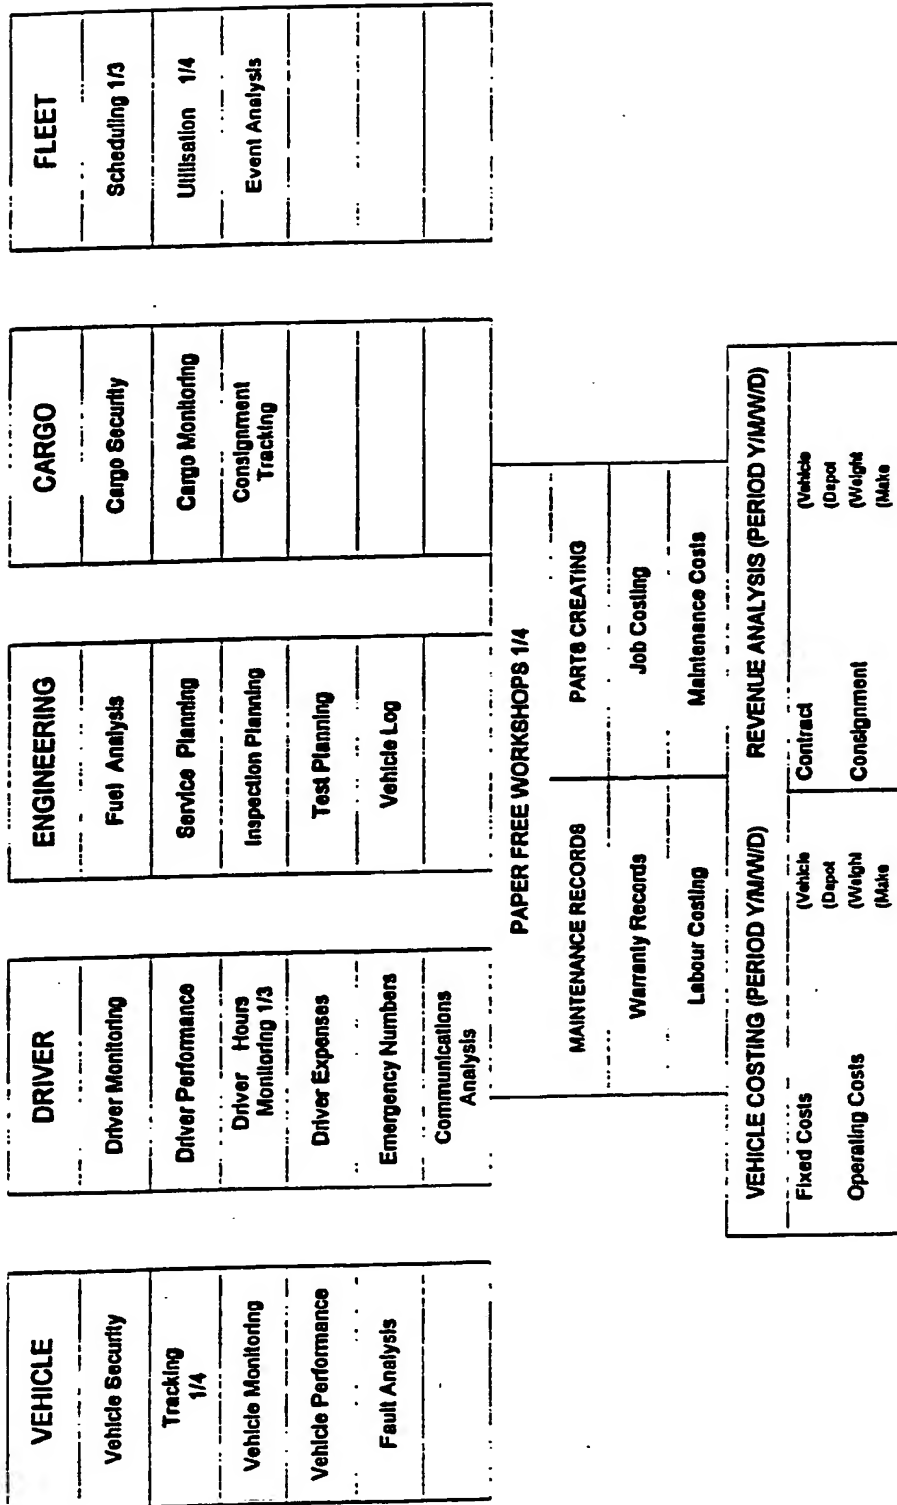 VEHICLE
Vehicle Security
Tracking
1/4
Vehicle Monitoring
Vehicle Performance
Fault Analysis
DRIVER
Driver Monitoring
Driver Performance
Driver Hours
Monitoring 1/3
Driver Expenses
Emergency Numbers
Communications
Analysis
ENGINEERING
Fuel Analysis
Service Planning
Inspection Planning
Test Planning
Vehicle Log
CARGO
Cargo Security
Cargo Monitoring
Consignment
Tracking
FLEET
Scheduling 1/3
Utilisation 1/4
Event Analysis
PAPER FREE WORKSHOPS 1/4
MAINTENANCE RECORDS
PARTS CREATING
Warranty Records
Job Costing
Labour Costing
Maintenance Costs
VEHICLE COSTING (PERIOD Y/M/W/D)
REVENUE ANALYSIS (PERIOD Y/M/W/D)
Fixed Costs
(Vehicle
(Depot
Operating Costs
(Weight
(Make
Contract
(Vehicle
(Depot
Consignment
(Weight
(Make